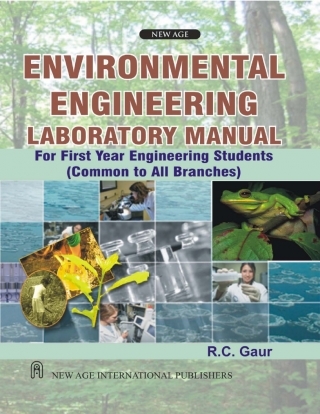 NEW AGE
ENVIRONMENTAL
ENGINEERING
LABORATORY MANUAL
For First Year Engineering Students
(Common to All Branches)
R.C. Gaur
NEW AGE INTERNATIONAL PUBLISHERS